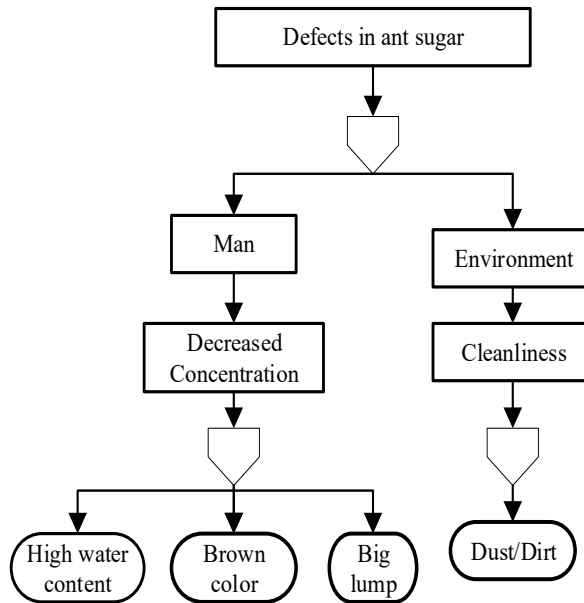 Defects in ant sugar
Man
Environment
Decreased
Concentration
Cleanliness
High water
content
Brown
color
Big
lump
Dust/Dirt